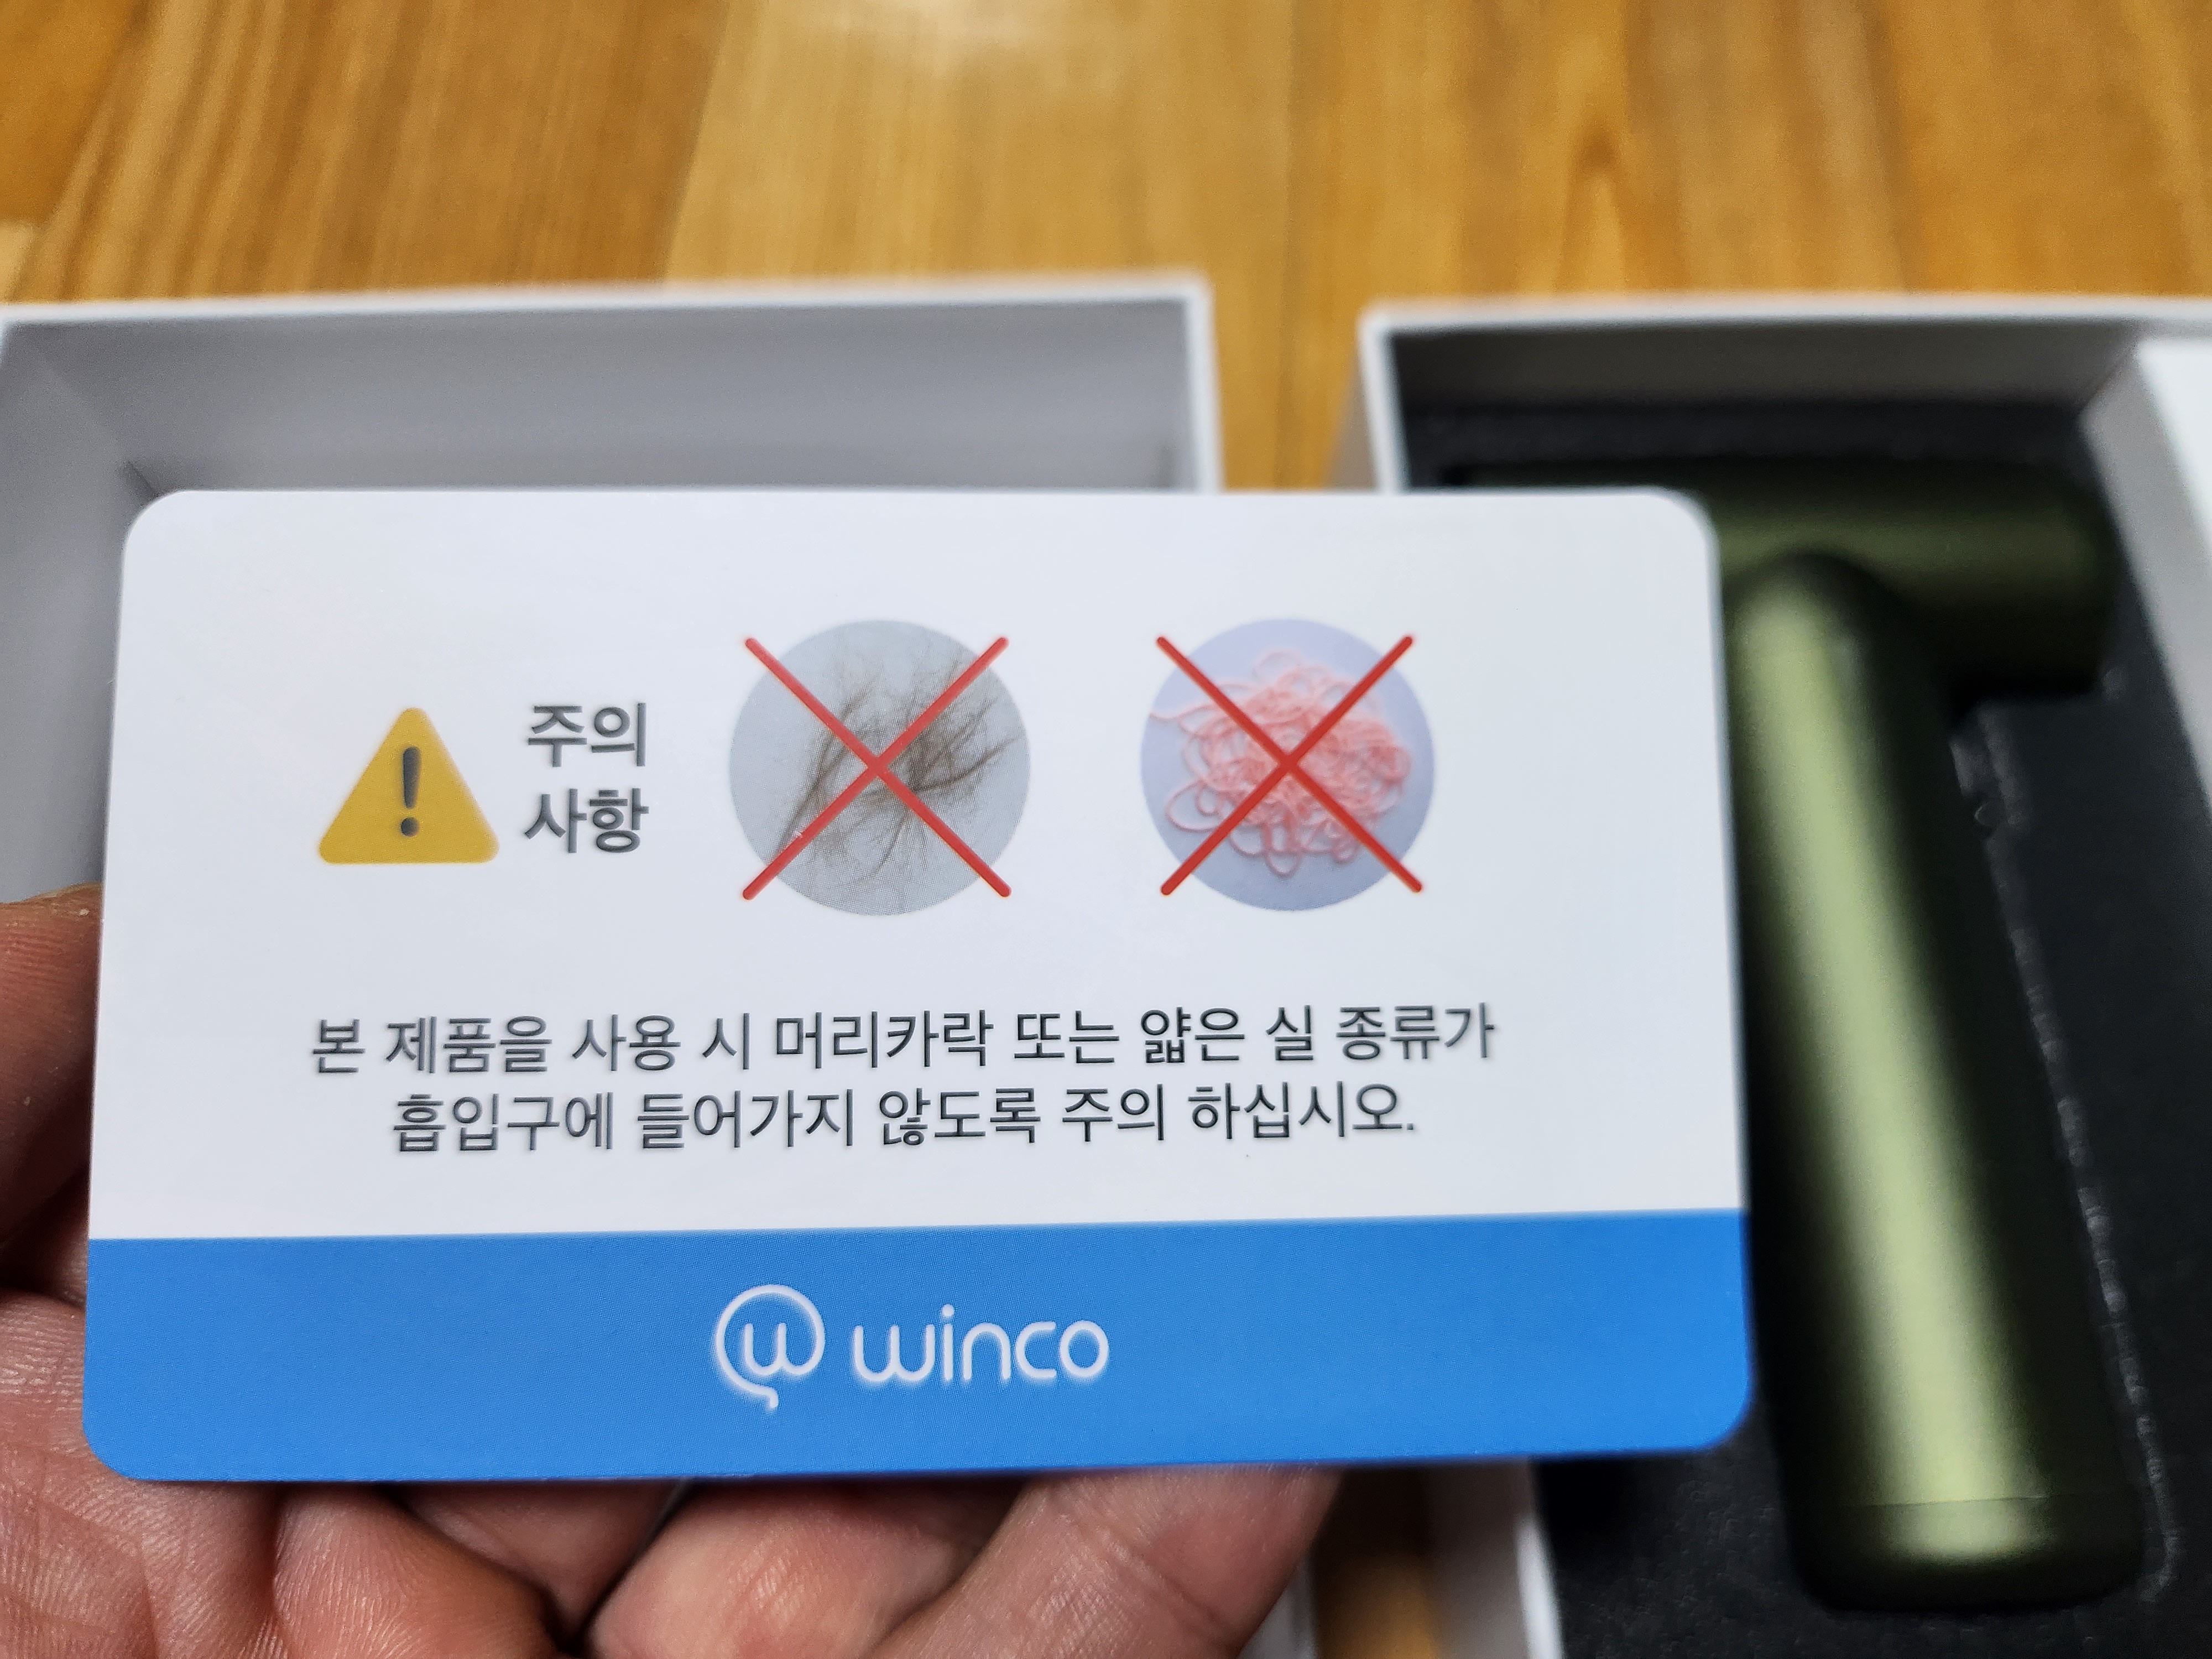 주의
사항
본 제품을 사용 시 머리카락 또는 얇은 실 종류가
흡입구에 들어가지 않도록 주의 하십시오.
winco